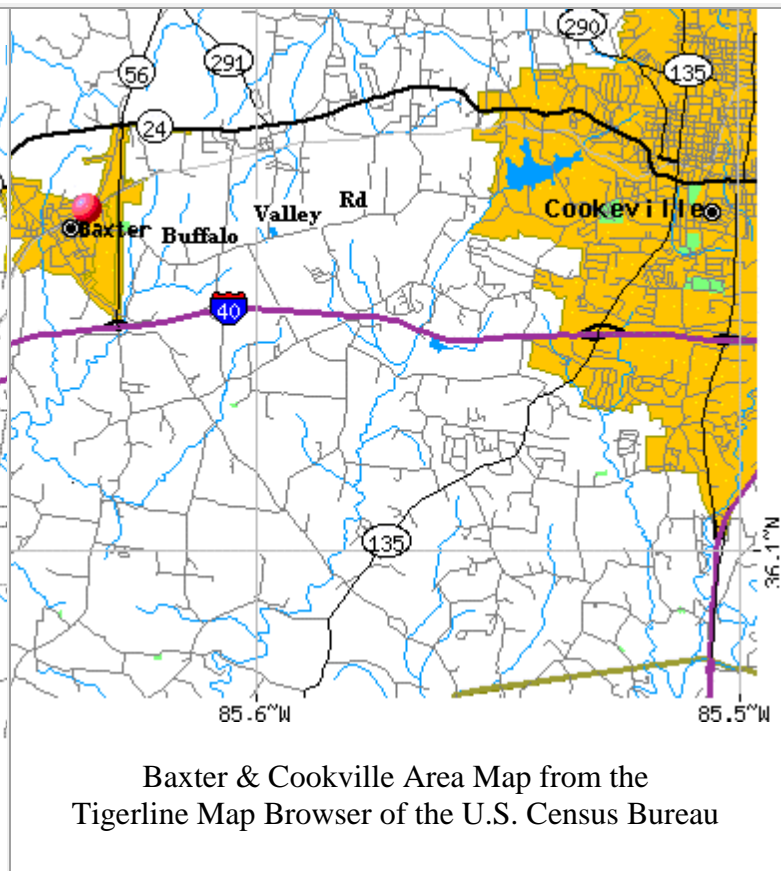 290
56
291
135
24
Rd
Valley
Cookeville
Baxter
Buffalo
40
135
36.1~N
85.6~W
85.5~W
Baxter & Cookville Area Map from the
Tigerline Map Browser of the U.S. Census Bureau